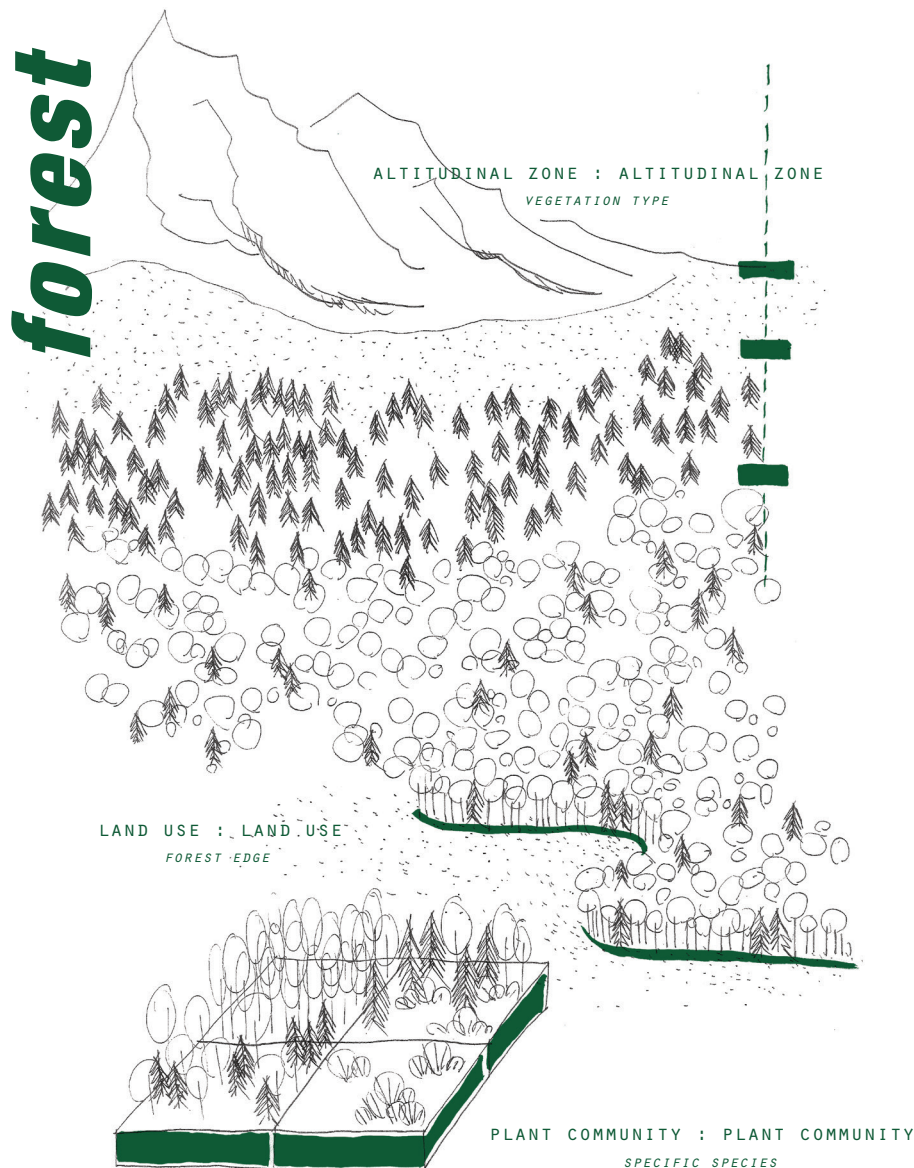 forest
ALTITUDINAL ZONE : ALTITUDINAL ZONE
VEGETATION TYPE
LAND USE : LAND USE
FOREST EDGE
PLANT COMMUNITY : PLANT COMMUNITY
SPECIFIC SPECIES